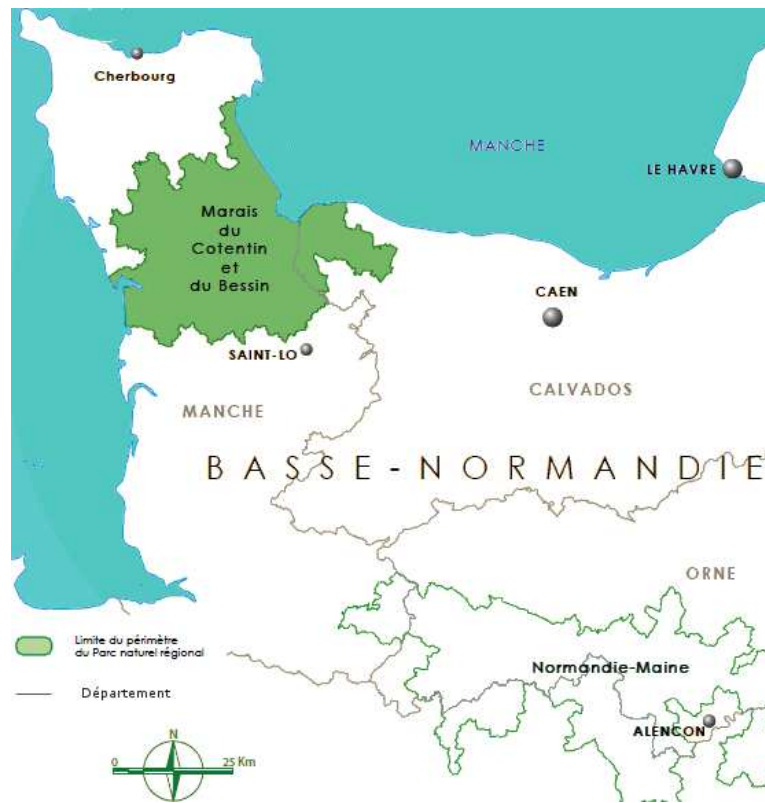 Cherbourg
MANCHE
LE HAVRE
Marais
du
Cotentin
et
du Bessin
CAEN
SAINT-LO
CALVADOS
MANCHE
BASSE-NORMANDIE
ORNE
Limite du périmètre
du Parc naturel régional
Normandie-Maine
Département
ALENCON
N
0 25 Km